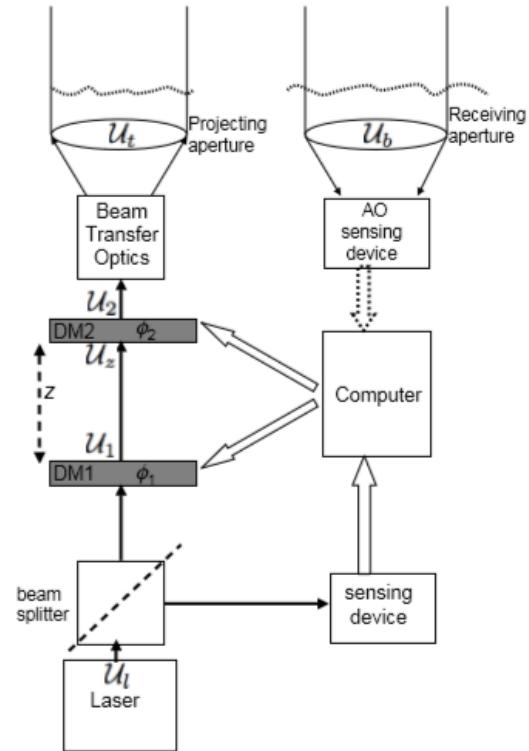 Projecting
aperture
𝒰t
Receiving
aperture
𝒰b
Beam
Transfer
Optics
AO
sensing
device
𝒰2
DM2 ϕ2
𝒰z
z
Computer
𝒰1
DM1 ϕ1
beam
splitter
sensing
device
𝒰l
Laser